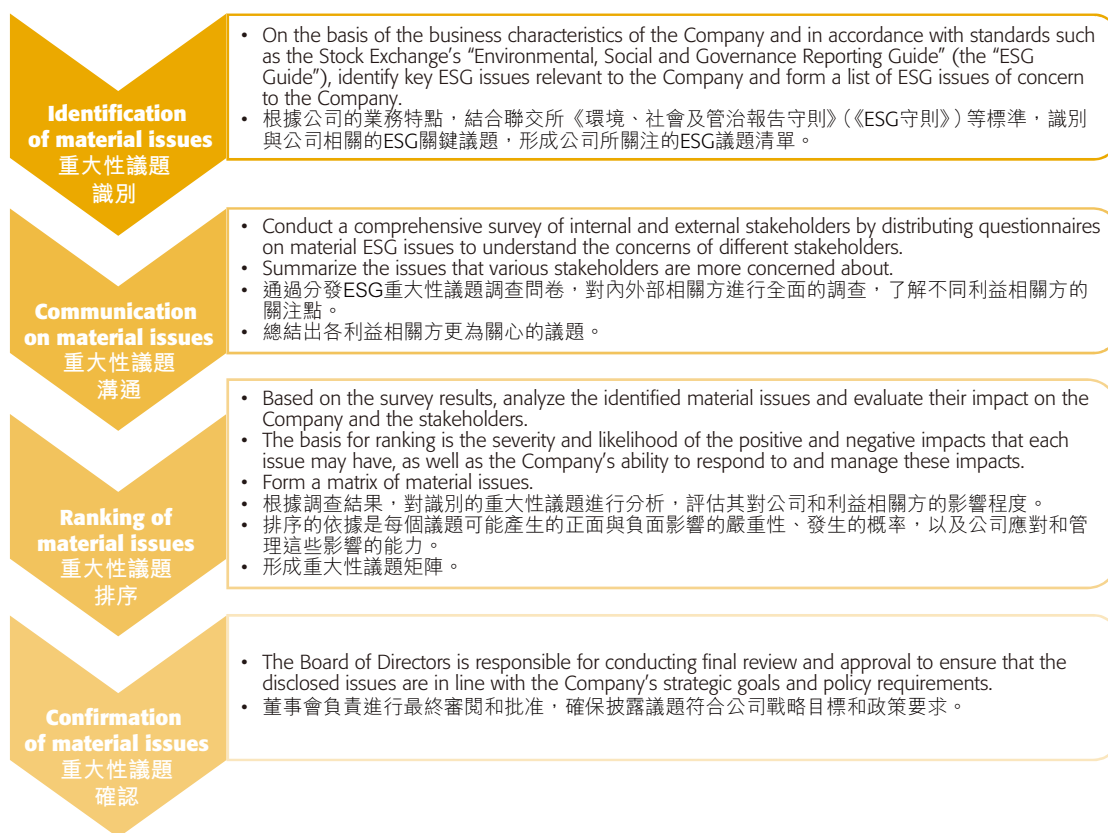 Identification
of material issues
重大性議題
識別
• On the basis of the business characteristics of the Company and in accordance with standards such
as the Stock Exchange’s “Environmental, Social and Governance Reporting Guide” (the “ESG
Guide”), identify key ESG issues relevant to the Company and form a list of ESG issues of concern
to the Company.
• 根據公司的業務特點，結合聯交所《環境、社會及管治報告守則》（《ESG守則》）等標準，識別
與公司相關的ESG關鍵議題，形成公司所關注的ESG議題清單。
Communication
on material issues
重大性議題
溝通
• Conduct a comprehensive survey of internal and external stakeholders by distributing questionnaires
on material ESG issues to understand the concerns of different stakeholders.
• Summarize the issues that various stakeholders are more concerned about.
• 通過分發ESG重大性議題調查問卷，對內外部相關方進行全面的調查，了解不同利益相關方的
關注點。
• 總結出各利益相關方更為關心的議題。
Ranking of
material issues
重大性議題
排序
• Based on the survey results, analyze the identified material issues and evaluate their impact on the
Company and the stakeholders.
• The basis for ranking is the severity and likelihood of the positive and negative impacts that each
issue may have, as well as the Company’s ability to respond to and manage these impacts.
• Form a matrix of material issues.
• 根據調查結果，對識別的重大性議題進行分析，評估其對公司和利益相關方的影響程度。
• 排序的依據是每個議題可能產生的正面與負面影響的嚴重性、發生的概率，以及公司應對和管
理這些影響的能力。
• 形成重大性議題矩陣。
Confirmation
of material issues
重大性議題
確認
• The Board of Directors is responsible for conducting final review and approval to ensure that the
disclosed issues are in line with the Company’s strategic goals and policy requirements.
• 董事會負責進行最終審閱和批准，確保披露議題符合公司戰略目標和政策要求。